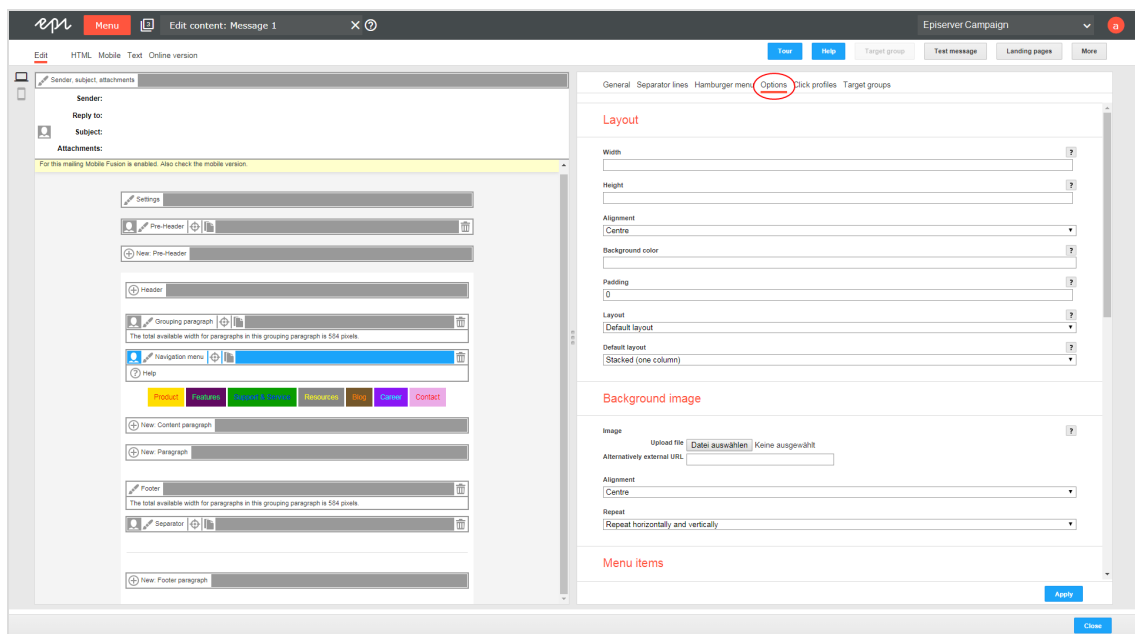 epi Menu 3 Edit content: Message 1 Episerver Campaign a
Edit HTML Mobile Text Online version Tour Help Target group Test message Landing pages More
Sender, subject, attachments
Sender:
Reply to:
Subject:
Attachments:
For this mailing Mobile Fusion is enabled. Also check the mobile version.
Settings
Pre-Header
New: Pre-Header
Header
Grouping paragraph
The total available width for paragraphs in this grouping paragraph is 584 pixels.
Navigation menu
Help
Product Features Support & Service Resources Blog Career Contact
New: Content paragraph
New: Paragraph
Footer
The total available width for paragraphs in this grouping paragraph is 584 pixels.
Separator
New: Footer paragraph
General Separator lines Hamburger menu Options Click profiles Target groups
Layout
Width ?
Height ?
Alignment
Centre
Background color ?
Padding ?
0
Layout ?
Default layout
Default layout ?
Stacked (one column)
Background image
Image ?
Upload file Datei auswählen Keine ausgewählt
Alternatively external URL
Alignment
Centre
Repeat
Repeat horizontally and vertically
Menu items
Apply
Close